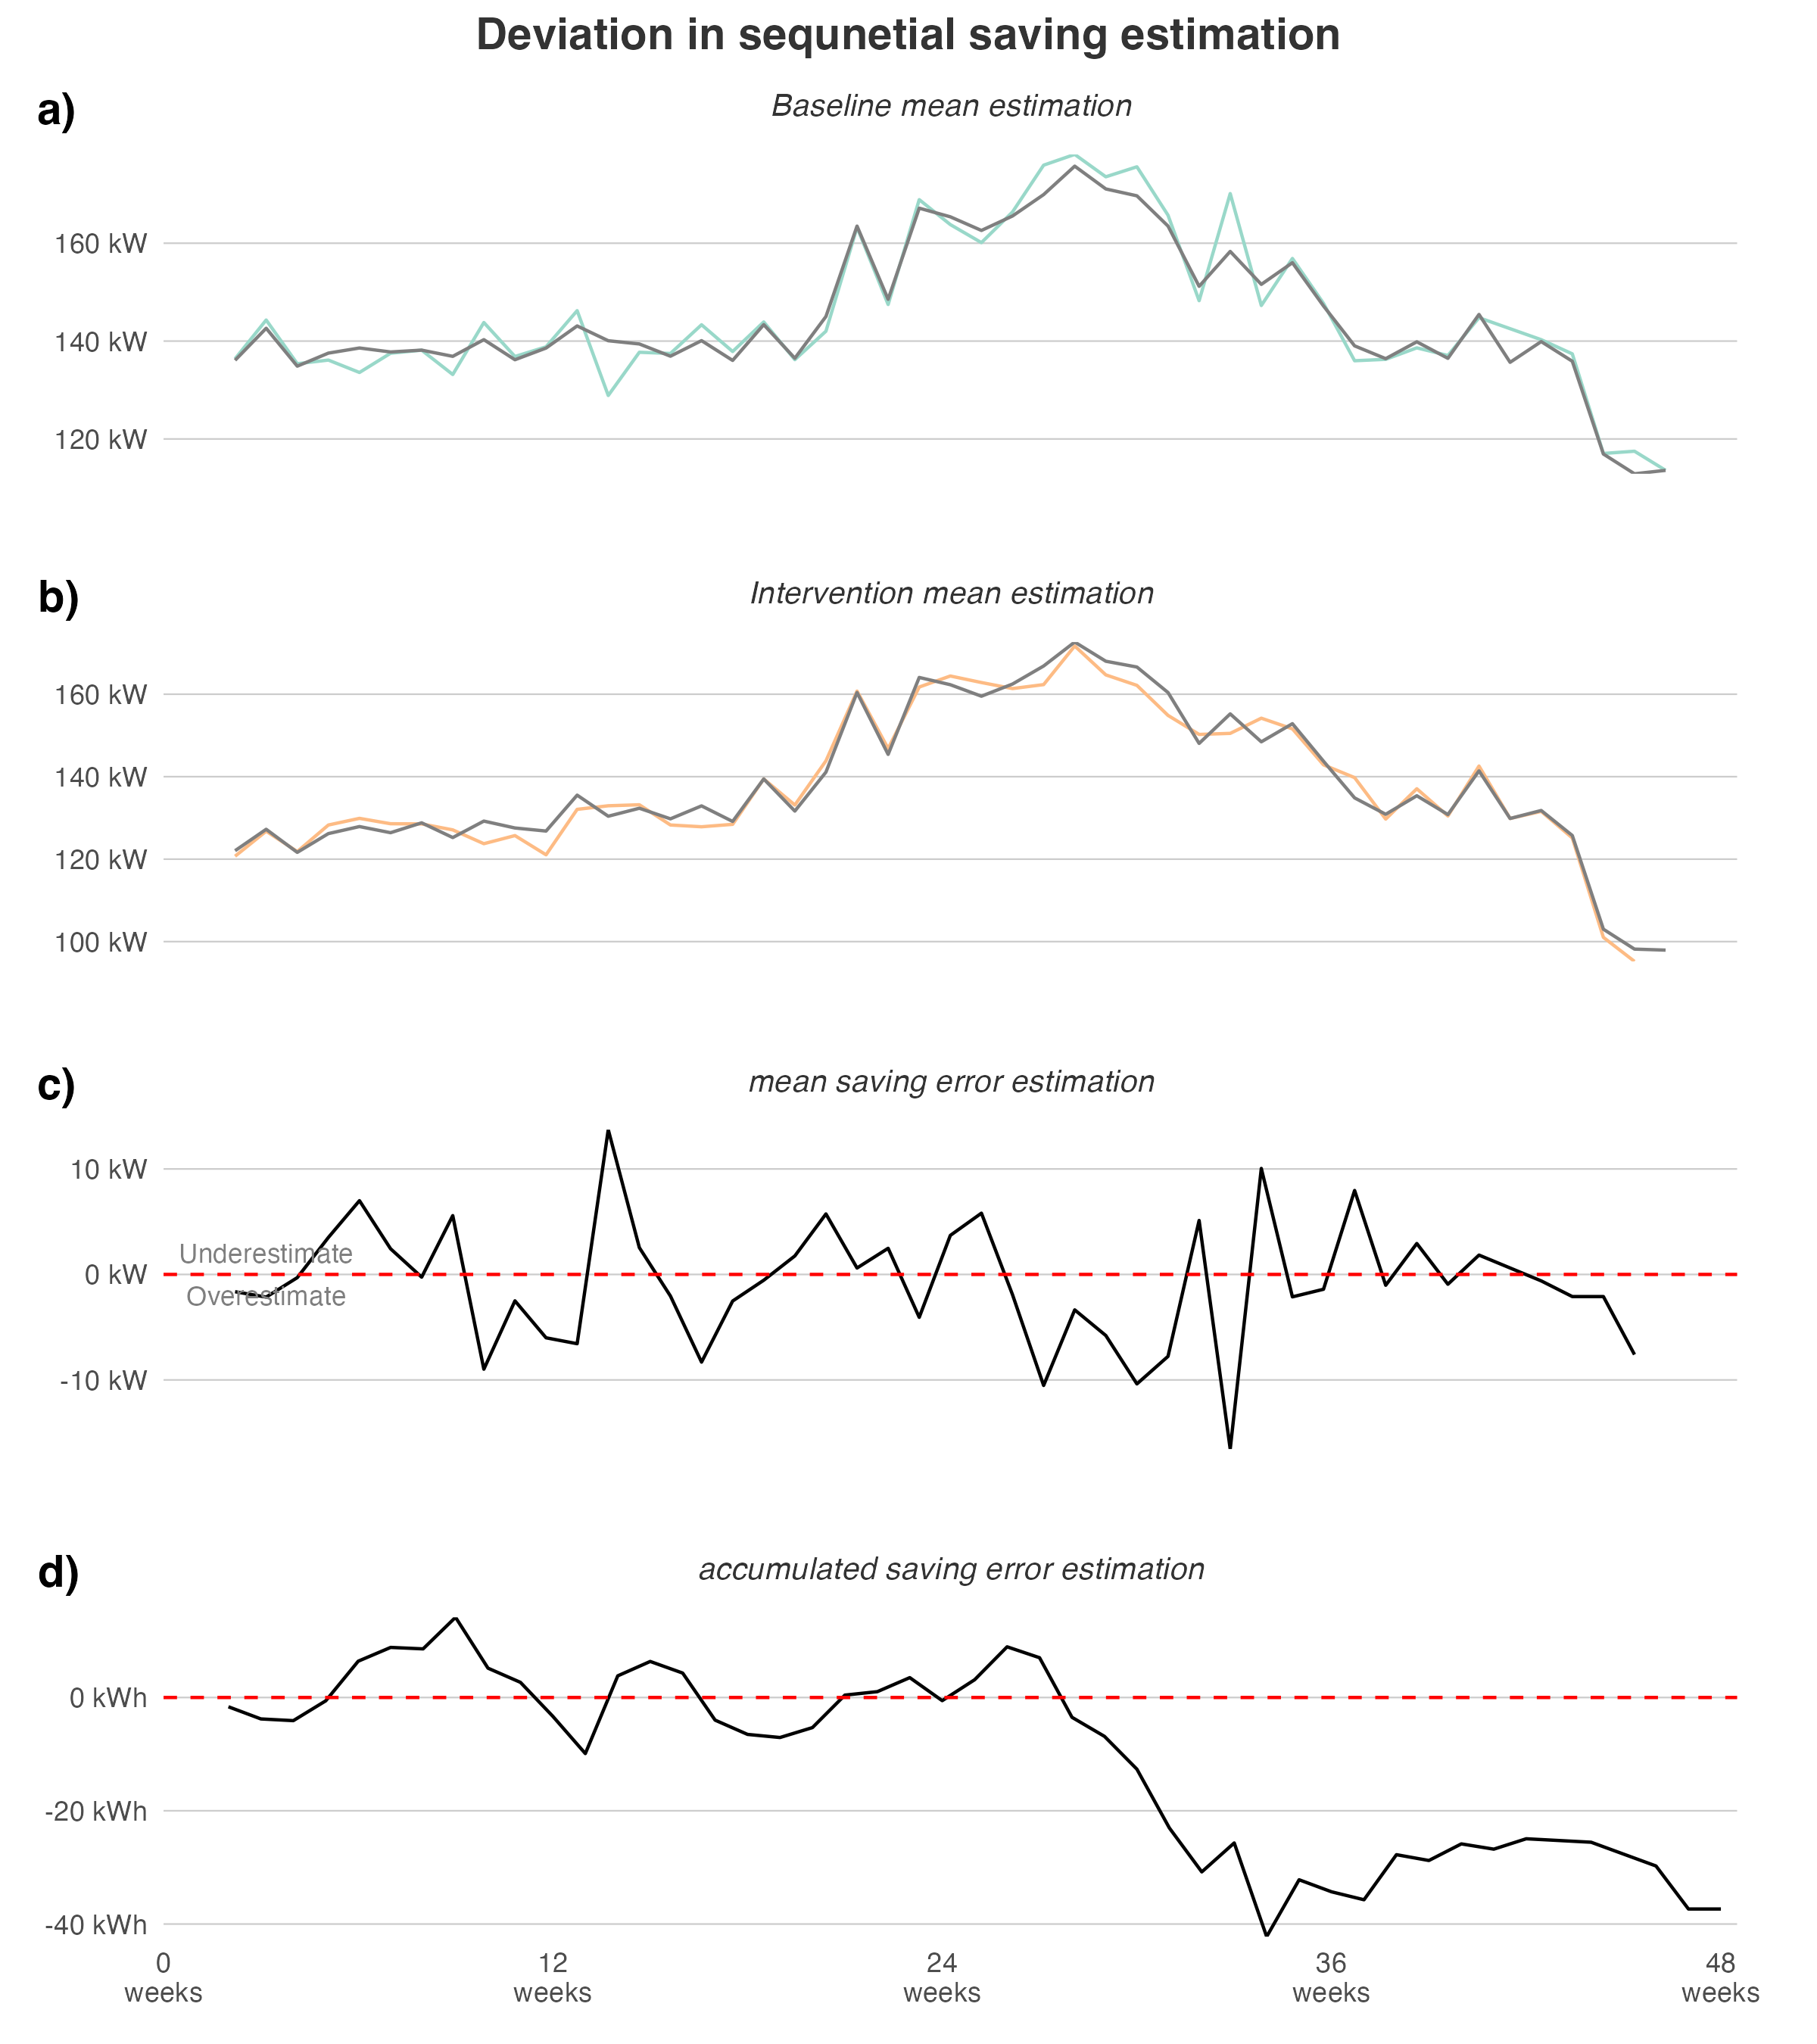 Deviation in sequnetial saving estimation
a)
Baseline mean estimation
160 kW
140 kW
120 kW
b)
Intervention mean estimation
160 kW
140 kW
120 kW
100 kW
c)
mean saving error estimation
10 kW
Underestimate
0 kW
Overestimate
-10 kW
d)
accumulated saving error estimation
0 kWh
-20 kWh
-40 kWh
0 12 24 36 48
weeks weeks weeks weeks weeks